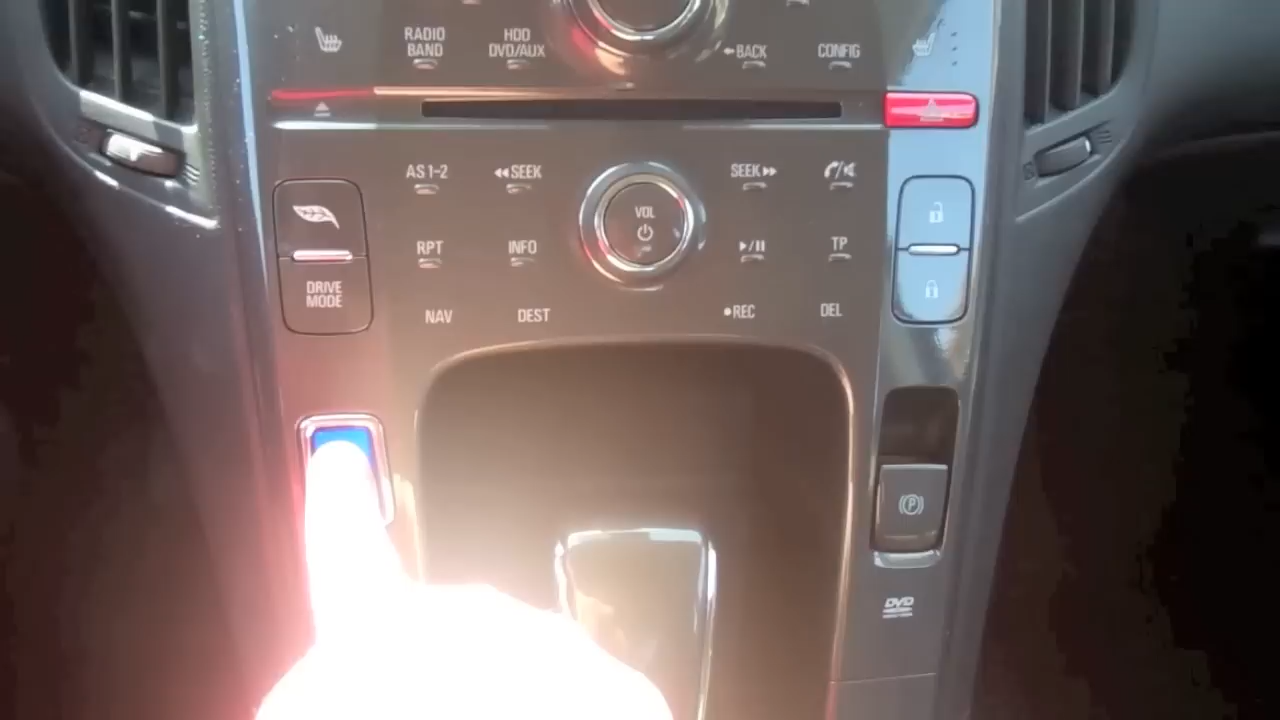 RADIO
BAND
HDD
DVD/AUX
BACK
CONFIG
AS 1-2
SEEK
SEEK
VOL
RPT
INFO
TP
DRIVE
MODE
NAV
DEST
REC
DEL
P
DVD